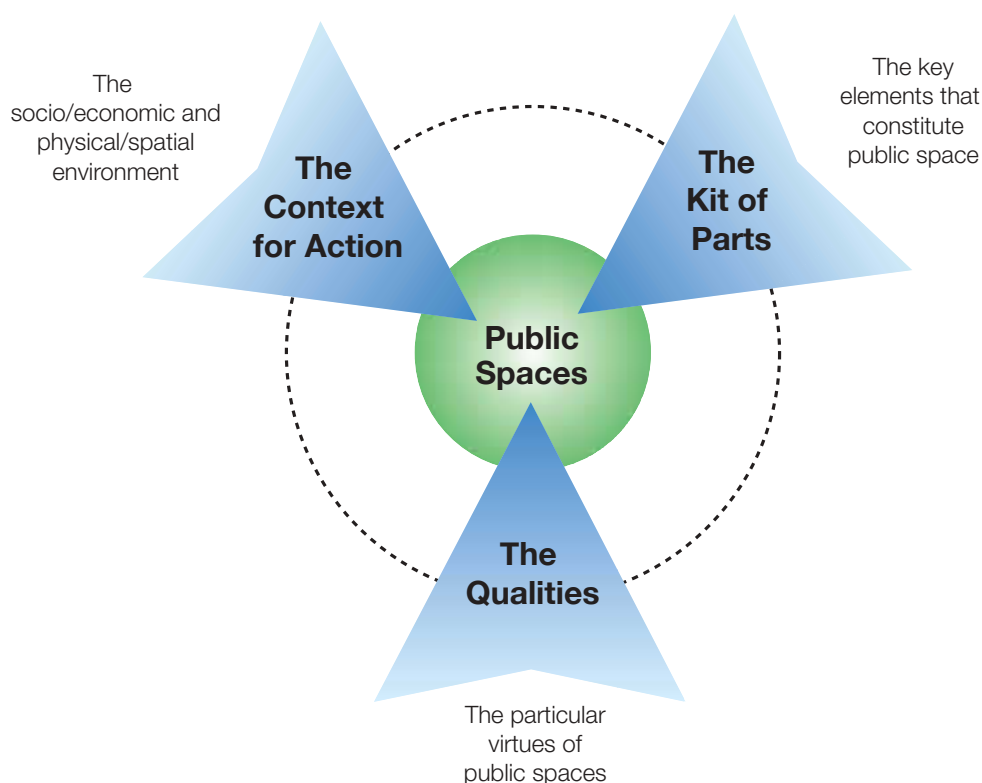 The
socio/economic and
physical/spatial
environment
The
Context
for Action
The
Kit of
Parts
The key
elements that
constitute
public space
Public
Spaces
The
Qualities
The particular
virtues of
public spaces